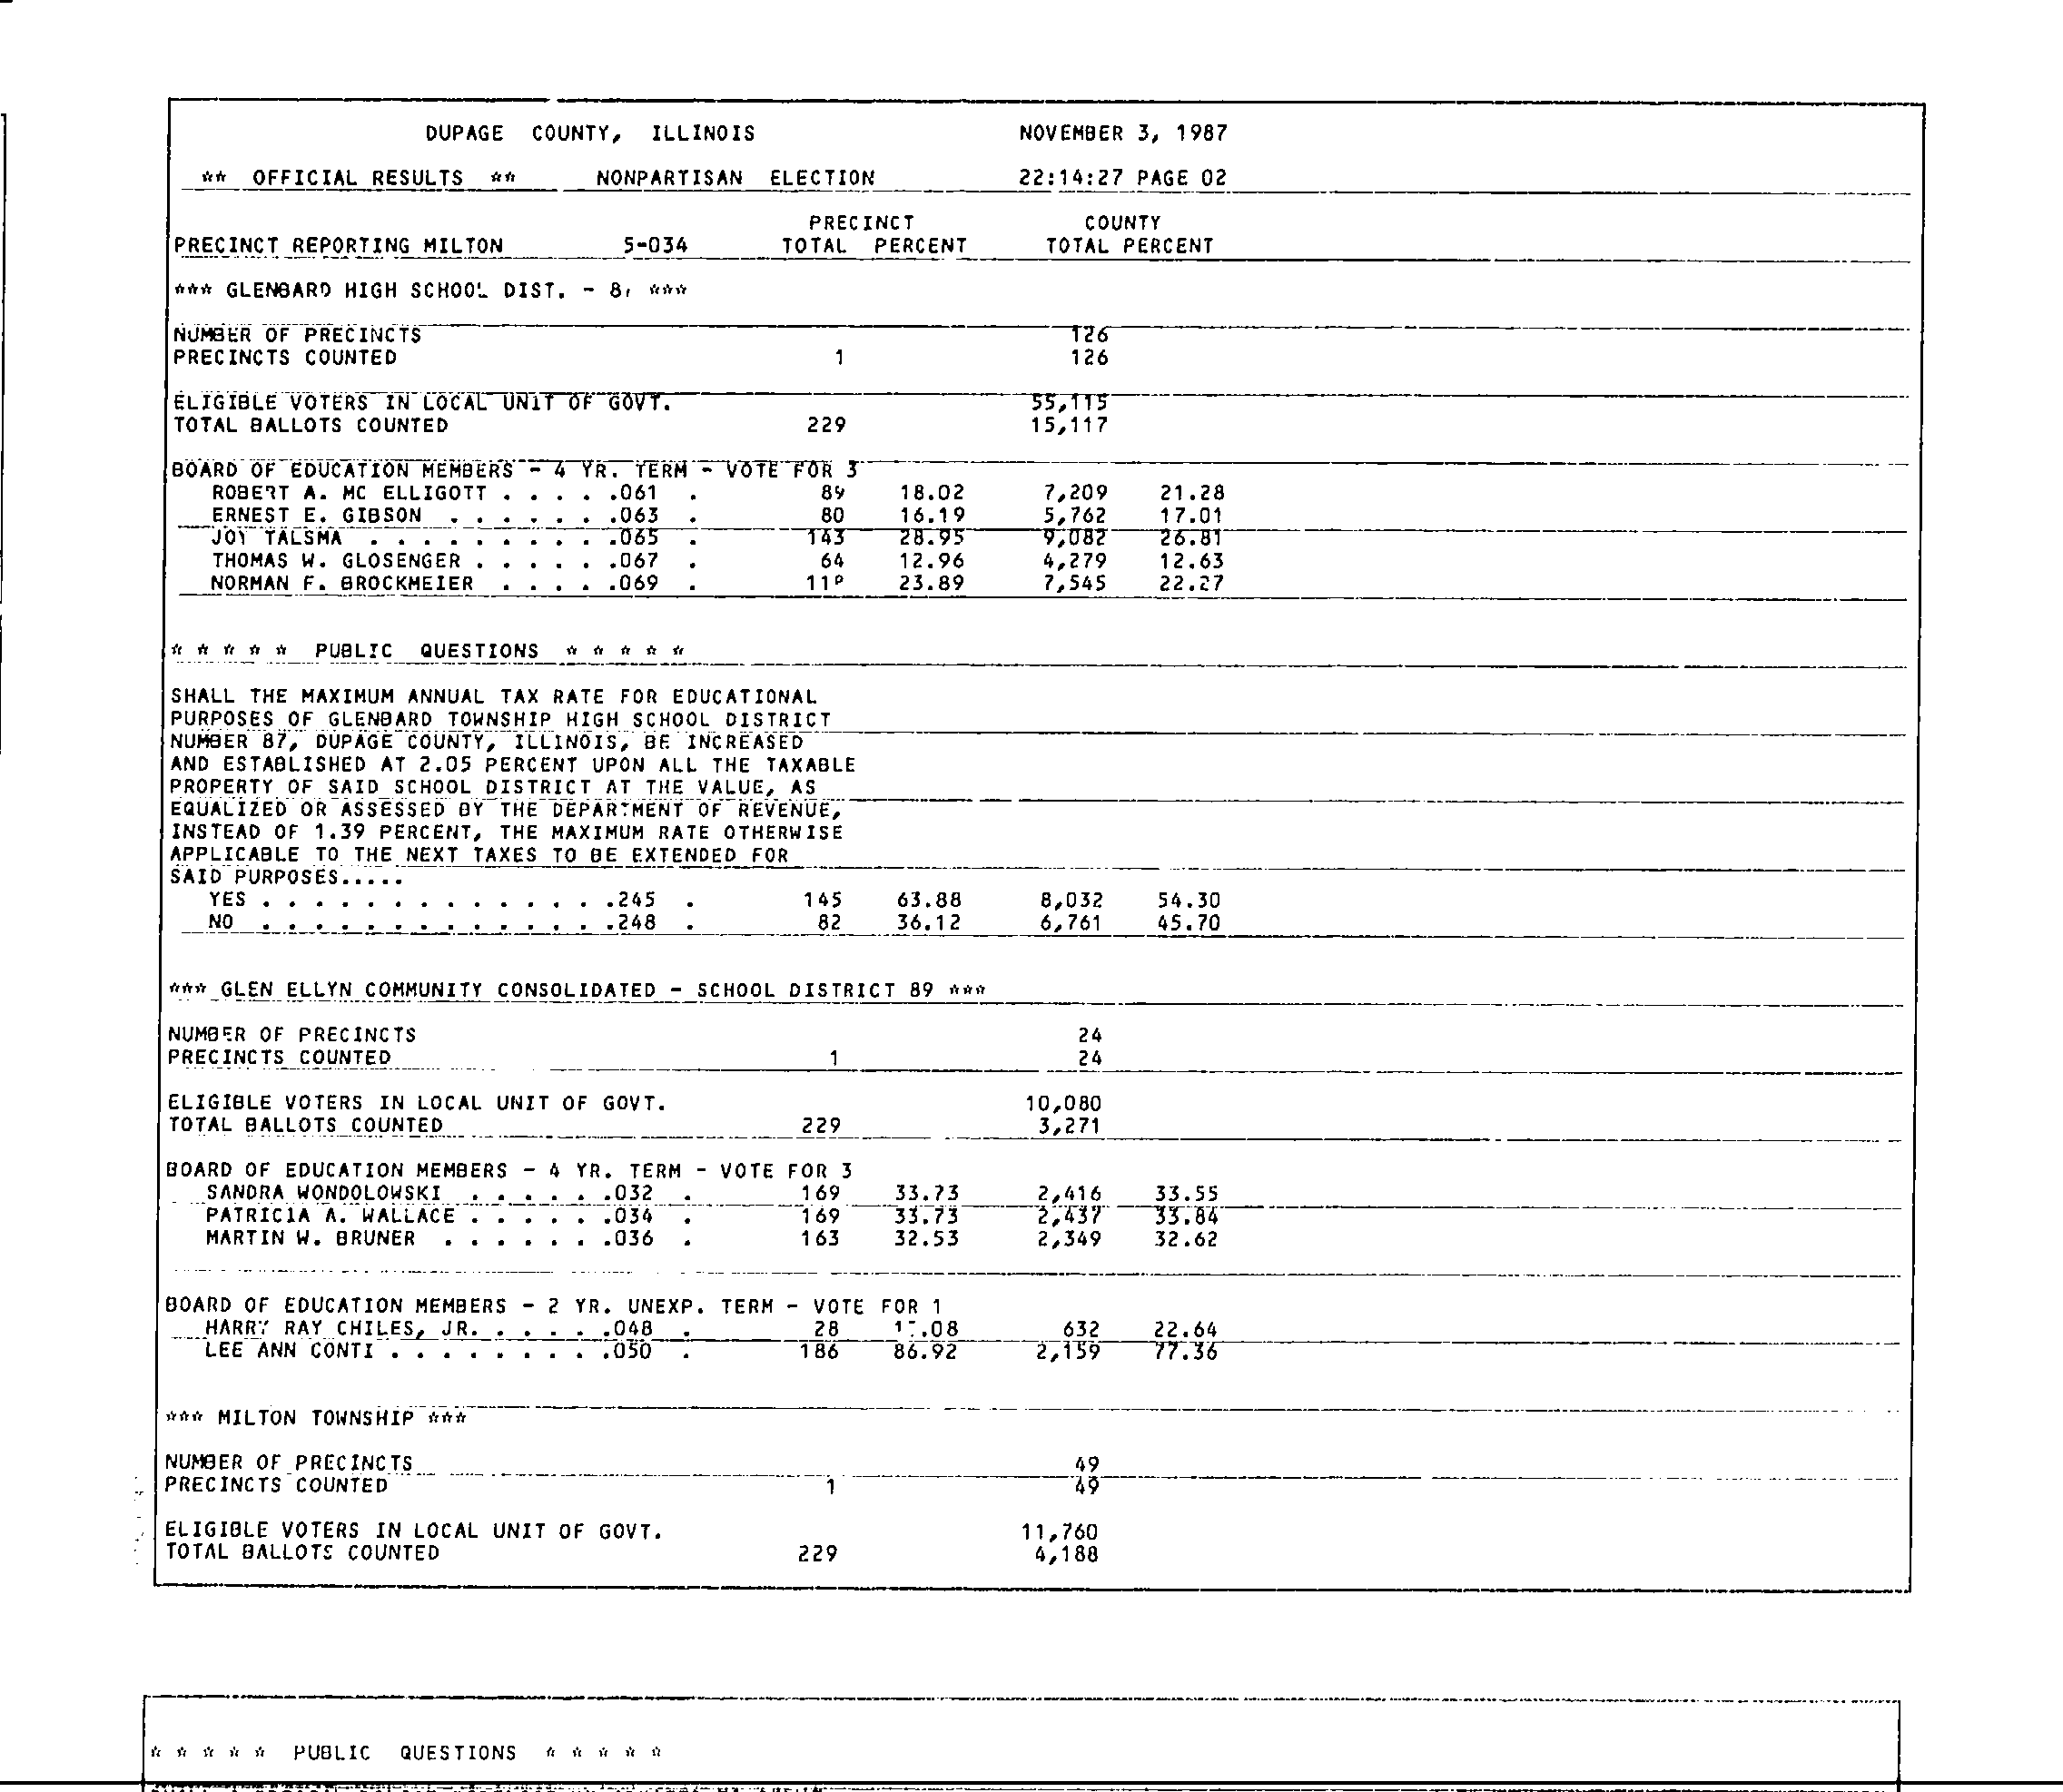 DUPAGE COUNTY, ILLINOIS NOVEMBER 3, 1987
** OFFICIAL RESULTS ** NONPARTISAN ELECTION 22:14:27 PAGE 02
PRECINCT COUNTY
PRECINCT REPORTING MILTON 5-034 TOTAL PERCENT TOTAL PERCENT
*** GLENBARD HIGH SCHOOL DIST. - ***
NUMBER OF PRECINCTS 126
PRECINCTS COUNTED 1 126
ELIGIBLE VOTERS IN LOCAL UNIT OF GOVT. 55,115
TOTAL BALLOTS COUNTED 229 15,117
BOARD OF EDUCATION MEMBERS - 4 YR. TERM - VOTE FOR 3
ROBERT A. MC ELLIGOTT . . . . .061 . 89 18.02 7,209 21.28
ERNEST E. GIBSON . . . . . . .063 . 80 16.19 5,762 17.01
JOY TALSMA . . . . . . . . . .065 . 143 28.95 9,082 26.81
THOMAS W. GLOSENGER . . . . . .067 . 64 12.96 4,279 12.63
NORMAN F. BROCKMEIER . . . . .069 . 23.89 7,545 22.27
* * * * * PUBLIC QUESTIONS * * * * *
SHALL THE MAXIMUM ANNUAL TAX RATE FOR EDUCATIONAL
PURPOSES OF GLENBARD TOWNSHIP HIGH SCHOOL DISTRICT
NUMBER 87, DUPAGE COUNTY, ILLINOIS, BE INCREASED
AND ESTABLISHED AT 2.05 PERCENT UPON ALL THE TAXABLE
PROPERTY OF SAID SCHOOL DISTRICT AT THE VALUE, AS
EQUALIZED OR ASSESSED BY THE DEPARTMENT OF REVENUE,
INSTEAD OF 1.39 PERCENT, THE MAXIMUM RATE OTHERWISE
APPLICABLE TO THE NEXT TAXES TO BE EXTENDED FOR
SAID PURPOSES.....
YES . . . . . . . . . . . . . .245 . 145 63.88 8,032 54.30
NO . . . . . . . . . . . . . .248 . 82 36.12 6,761 45.70
*** GLEN ELLYN COMMUNITY CONSOLIDATED - SCHOOL DISTRICT 89 ***
NUMBER OF PRECINCTS 24
PRECINCTS COUNTED 1 24
ELIGIBLE VOTERS IN LOCAL UNIT OF GOVT. 10,080
TOTAL BALLOTS COUNTED 229 3,271
BOARD OF EDUCATION MEMBERS - 4 YR. TERM - VOTE FOR 3
SANDRA WONDOLOWSKI . . . . . .032 . 169 33.73 2,416 33.55
PATRICIA A. WALLACE . . . . . .034 . 169 33.73 2,437 33.84
MARTIN W. BRUNER . . . . . . .036 . 163 32.53 2,349 32.62
BOARD OF EDUCATION MEMBERS - 2 YR. UNEXP. TERM - VOTE FOR 1
HARRY RAY CHILES, JR. . . . . .048 . 28 632 22.64
LEE ANN CONTI . . . . . . . . .050 . 186 86.92 2,159 77.36
*** MILTON TOWNSHIP ***
NUMBER OF PRECINCTS 49
PRECINCTS COUNTED 1 49
ELIGIBLE VOTERS IN LOCAL UNIT OF GOVT. 11,760
TOTAL BALLOTS COUNTED 229 4,188
* * * * * PUBLIC QUESTIONS * * * * *